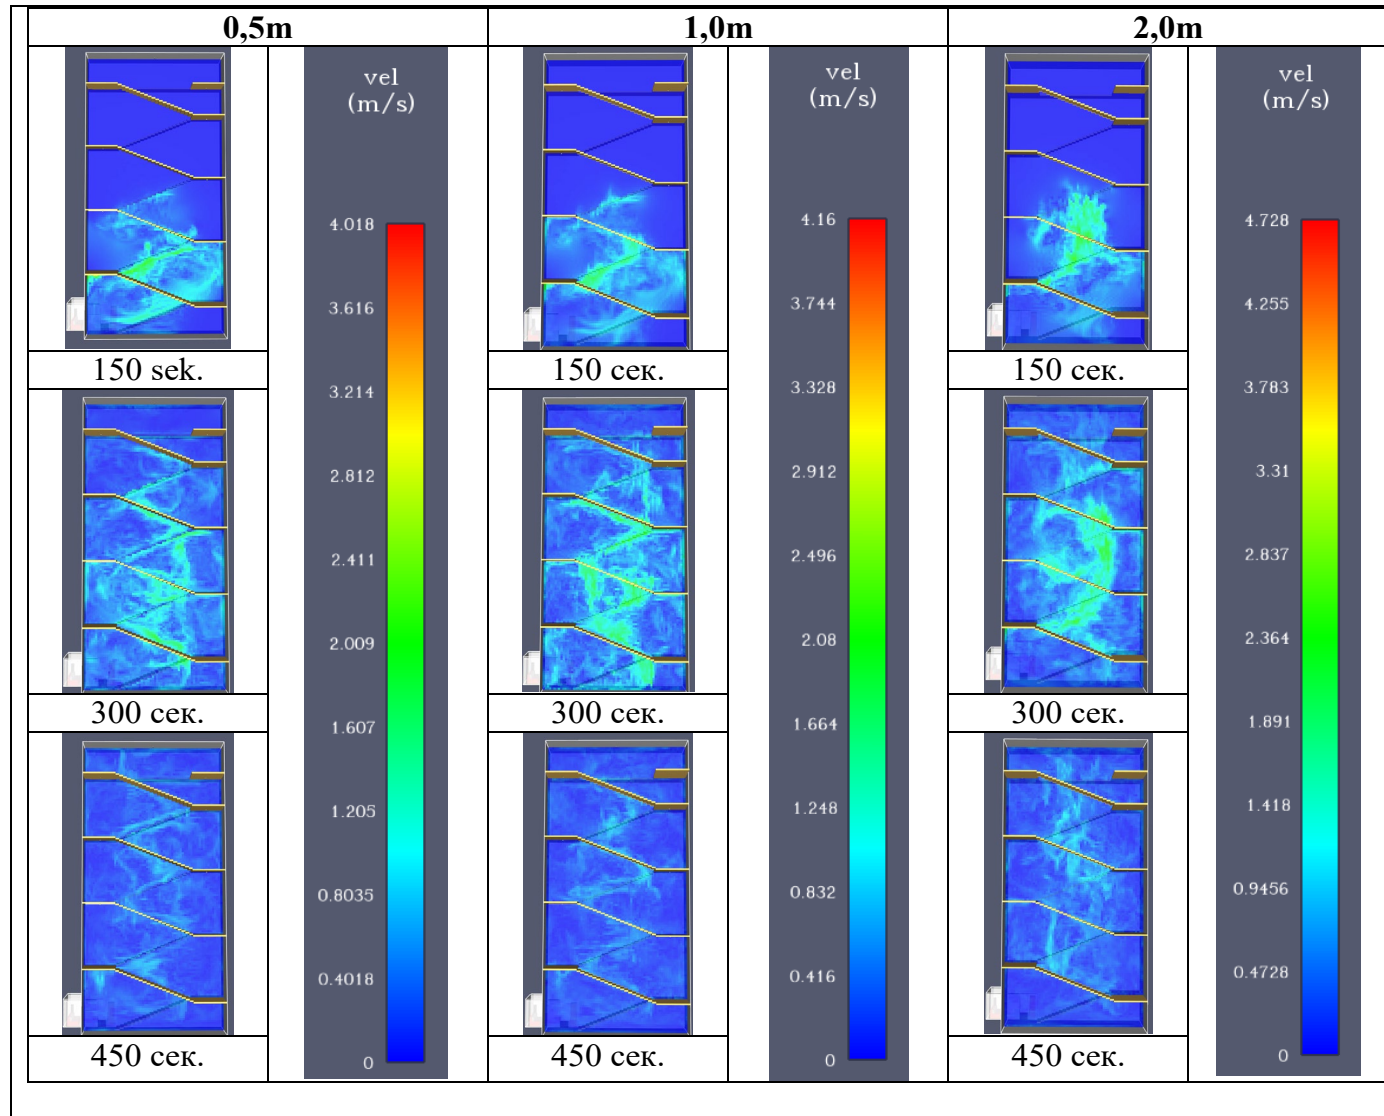 0,5m
1,0m
2,0m
vel
(m/s)
4.018
3.616
3.214
2.812
2.411
2.009
1.607
1.205
0.8035
0.4018
0
vel
(m/s)
4.16
3.744
3.328
2.912
2.496
2.08
1.664
1.248
0.832
0.416
0
vel
(m/s)
4.728
4.255
3.783
3.31
2.837
2.364
1.891
1.418
0.9456
0.4728
0
150 sek.
150 сек.
150 сек.
300 сек.
300 сек.
300 сек.
450 сек.
450 сек.
450 сек.